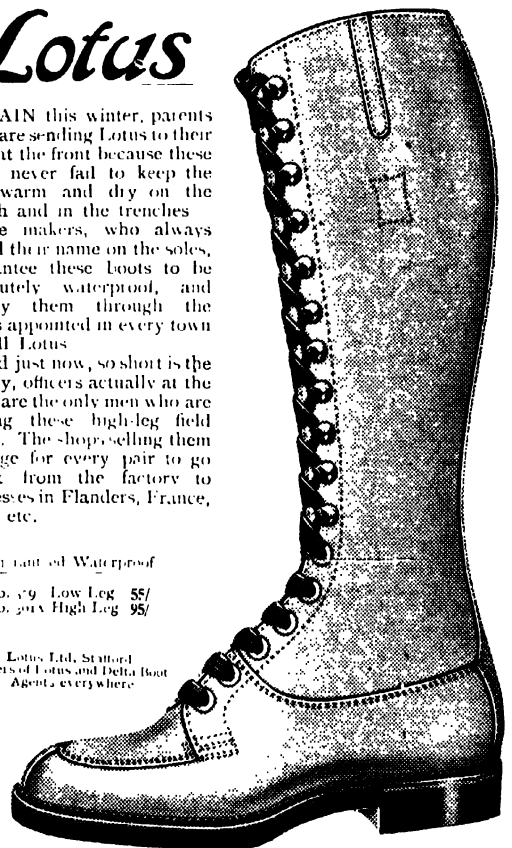 Lotus
AIN this winter, parents
are sending Lotus to their
at the front because these
never fail to keep the
warm and dry on the
h and in the trenches
e makers, who always
d their name on the soles,
ntee these boots to be
utely waterproof, and
y them through the
s appointed in every town
ll Lotus
d just now, so short is the
y, officers actually at the
are the only men who are
g these high-leg field
. The shops selling them
ge for every pair to go
from the factory to
esses in Flanders, France,
etc.
Waterproof
Low Leg 55/
High Leg 95/
Lotus Ltd, Stafford
ers of Lotus and Delta Boot
Agents everywhere